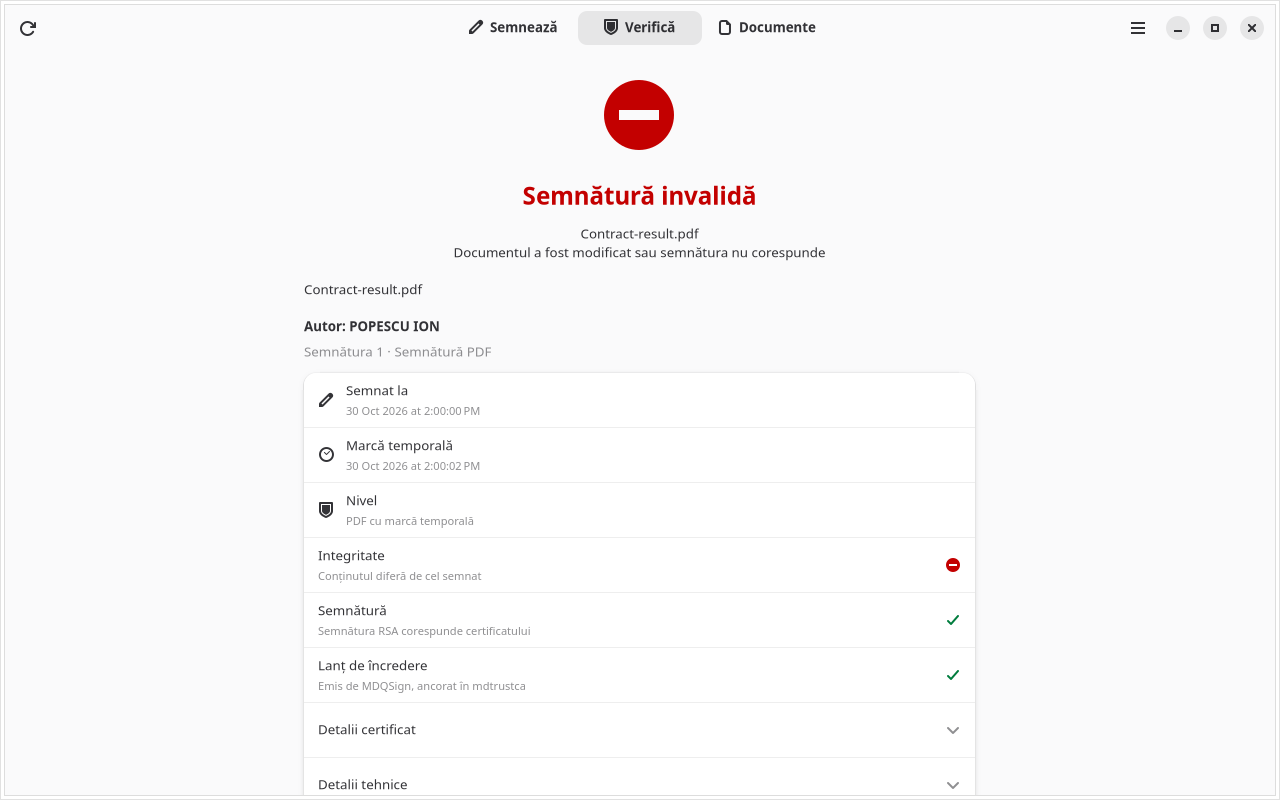 Semnează
Verifică
Documente
Semnătură invalidă
Contract-result.pdf
Documentul a fost modificat sau semnătura nu corespunde
Contract-result.pdf
Autor: POPESCU ION
Semnătura 1 · Semnătură PDF
Semnat la
30 Oct 2026 at 2:00:00 PM
Marcă temporală
30 Oct 2026 at 2:00:02 PM
Nivel
PDF cu marcă temporală
Integritate
Conținutul diferă de cel semnat
Semnătură
Semnătura RSA corespunde certificatului
Lanț de încredere
Emis de MDQSign, ancorat în mdtrustca
Detalii certificat
Detalii tehnice